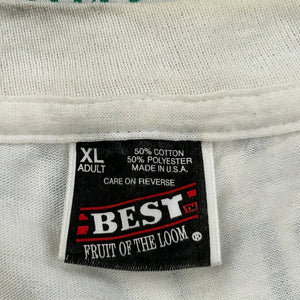 XL
ADULT
50% COTTON
50% POLYESTER
MADE IN U.S.A.
CARE ON REVERSE
BEST TM
FRUIT OF THE LOOM ®